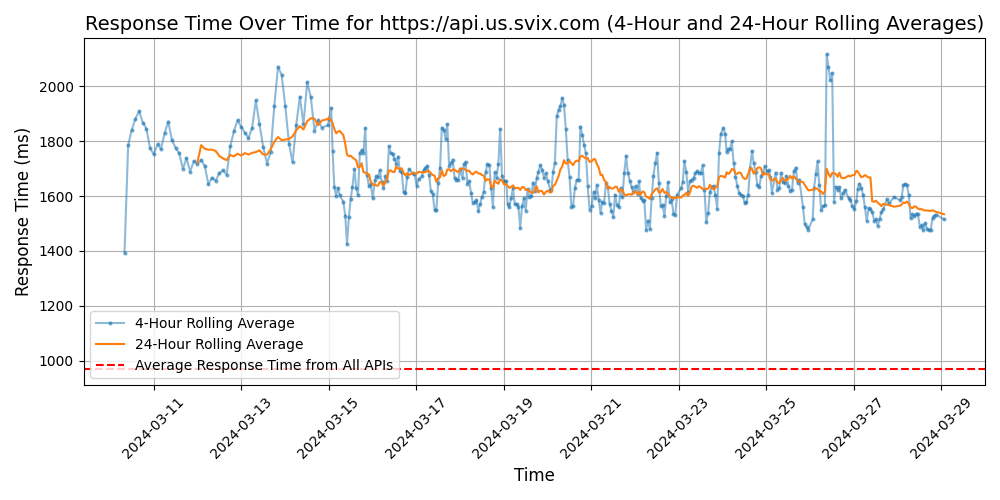 Response Time Over Time for https://api.us.svix.com (4-Hour and 24-Hour Rolling Averages)
Response Time (ms)
2000
1800
1600
1400
1200
1000
4-Hour Rolling Average
24-Hour Rolling Average
Average Response Time from All APIs
2024-03-11
2024-03-13
2024-03-15
2024-03-17
2024-03-19
2024-03-21
2024-03-23
2024-03-25
2024-03-27
2024-03-29
Time